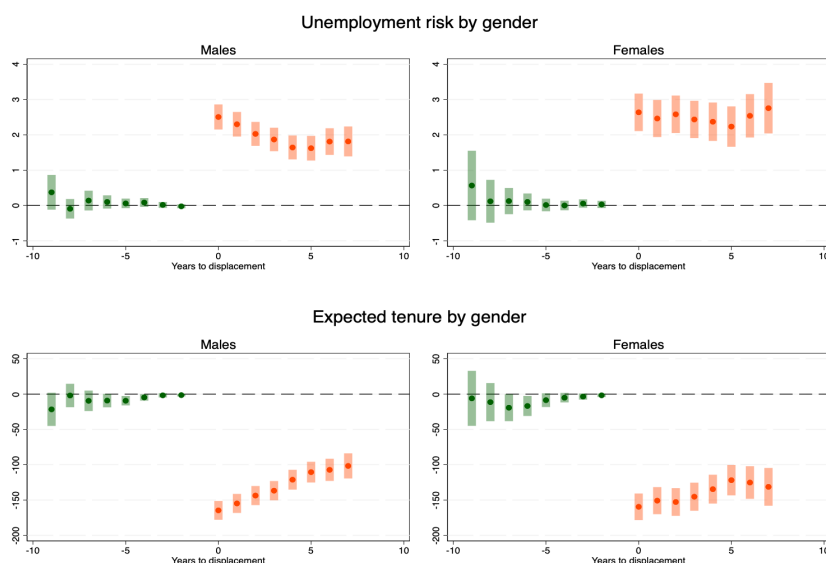 Unemployment risk by gender
Males
Females
4
3
2
1
0
-1
4
3
2
1
0
-1
-10 -5 0 5 10
-10 -5 0 5 10
Years to displacement
Years to displacement
Expected tenure by gender
Males
Females
50
0
-50
-100
-150
-200
50
0
-50
-100
-150
-200
-10 -5 0 5 10
-10 -5 0 5 10
Years to displacement
Years to displacement